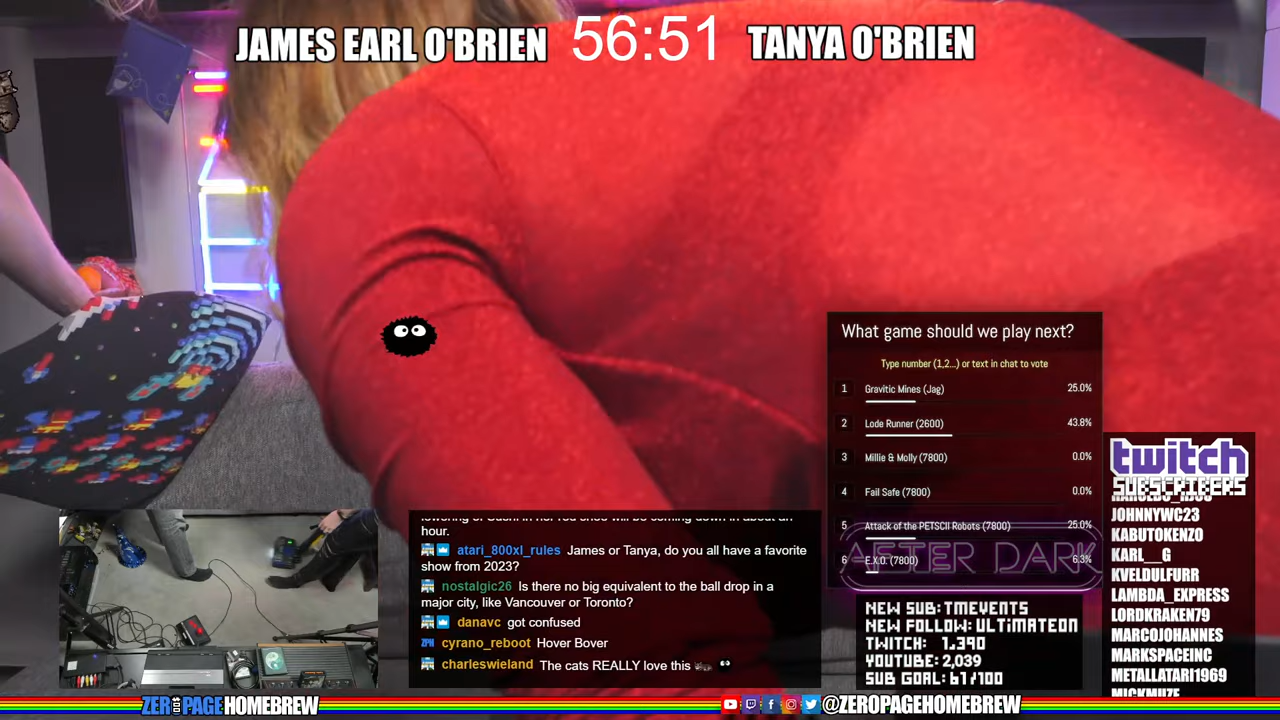 JAMES EARL O'BRIEN 56:51 TANYA O'BRIEN
What game should we play next?
Type number (1,2...) or text in chat to vote
1 Gravitic Mines (Jag) 25.0%
2 Lode Runner (2600) 43.8%
3 Millie & Molly (7800) 0.0%
4 Fail Safe (7800) 0.0%
5 Attack of the PETSCII Robots (7800) 25.0%
6 E.X.O. (7800) 6.3%
AFTER DARK
hour.
atari_800xl_rules James or Tanya, do you all have a favorite
show from 2023?
nostalgic26 Is there no big equivalent to the ball drop in a
major city, like Vancouver or Toronto?
danavc got confused
cyrano_reboot Hover Bover
charleswieland The cats REALLY love this
NEW SUB: TMEVENTS
NEW FOLLOW: ULTIMATEON
TWITCH: 1,390
YOUTUBE: 2,039
SUB GOAL: 67/100
twitch
SUBSCRIBERS
JOHNNYWC23
KABUTOKENZO
KARL__G
KVELDULFURR
LAMBDA_EXPRESS
LORDKRAKEN79
MARCOJOHANNES
MARKSPACEINC
METALLATARI1969
MICKMUZE
ZEROPAGEHOMEBREW
@ZEROPAGEHOMEBREW